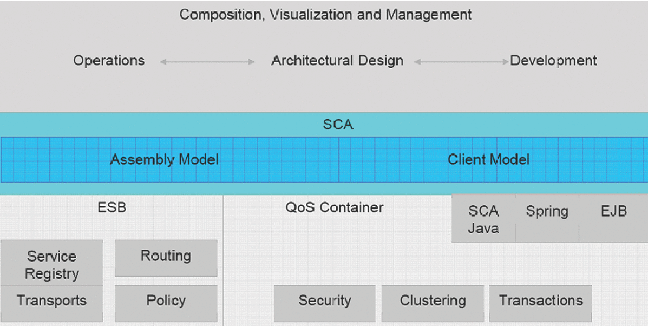 Composition, Visualization and Management
Operations Architectural Design Development
SCA
Assembly Model Client Model
ESB QoS Container SCA Java Spring EJB
Service Registry Routing
Transports Policy Security Clustering Transactions